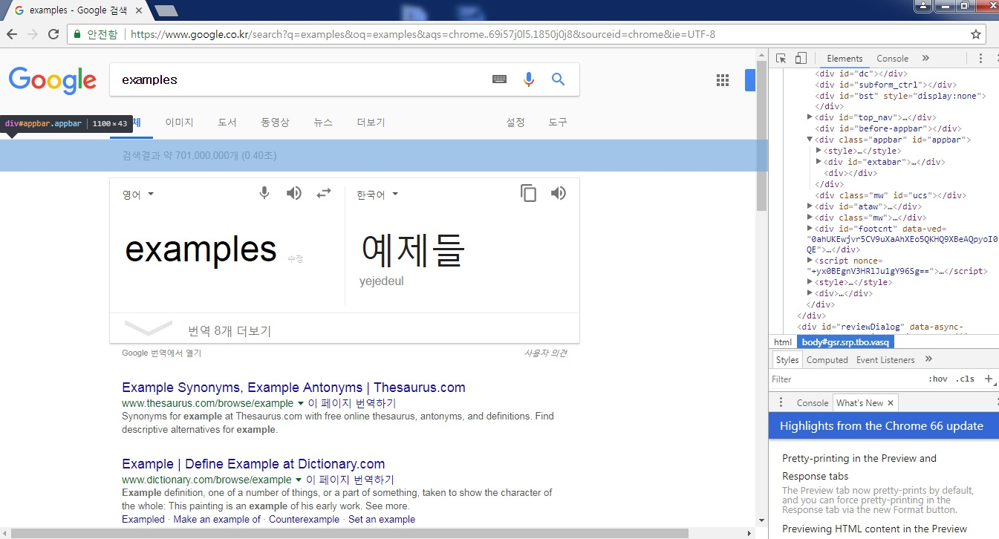 examples - Google 검색
안전함 | https://www.google.co.kr/search?q=examples&oq=examples&aqs=chrome..69i57j0l5.1850j0j8&sourceid=chrome&ie=UTF-8
Google
examples
이미지 도서 동영상 뉴스 더보기 설정 도구
div#appbar.appbar | 1100×43
검색결과 약 701,000,000개 (0.40초)
영어 한국어
examples 수정
예제들
yejedeul
번역 8개 더보기
Google 번역에서 열기 사용자 의견
Example Synonyms, Example Antonyms | Thesaurus.com
www.thesaurus.com/browse/example 이 페이지 번역하기
Synonyms for example at Thesaurus.com with free online thesaurus, antonyms, and definitions. Find
descriptive alternatives for example.
Example | Define Example at Dictionary.com
www.dictionary.com/browse/example 이 페이지 번역하기
Example definition, one of a number of things, or a part of something, taken to show the character of
the whole: This painting is an example of his early work. See more.
Exampled · Make an example of · Counterexample · Set an example
Elements Console »
<div id="dc"></div>
<div id="subform_ctrl"></div>
<div id="bst" style="display:none">
</div>
<div id="top_nav">…</div>
<div id="before-appbar"></div>
<div class="appbar" id="appbar">
<style>…</style>
<div id="extabar">…</div>
<div></div>
</div>
<div class="mw" id="ucs"></div>
<div id="ataw">…</div>
<div class="mw">…</div>
<div id="footcnt" data-ved=
"0ahUKEwjvr5CV9uXaAhXEo5QKHQ9XBeAQpyoI0
QE">…</div>
<script nonce=
"+yx0BEgnV3HRlJu1gY96Sg==">…</script>
<style>…</style>
<div>…</div>
</div>
</div>
<div id="reviewDialog" data-async-
html body#gsr.srp.tbo.vasq
Styles Computed Event Listeners »
Filter :hov .cls +
Console What's New ×
Highlights from the Chrome 66 update
Pretty-printing in the Preview and
Response tabs
The Preview tab now pretty-prints by default,
and you can force pretty-printing in the
Response tab via the new Format button.
Previewing HTML content in the Preview